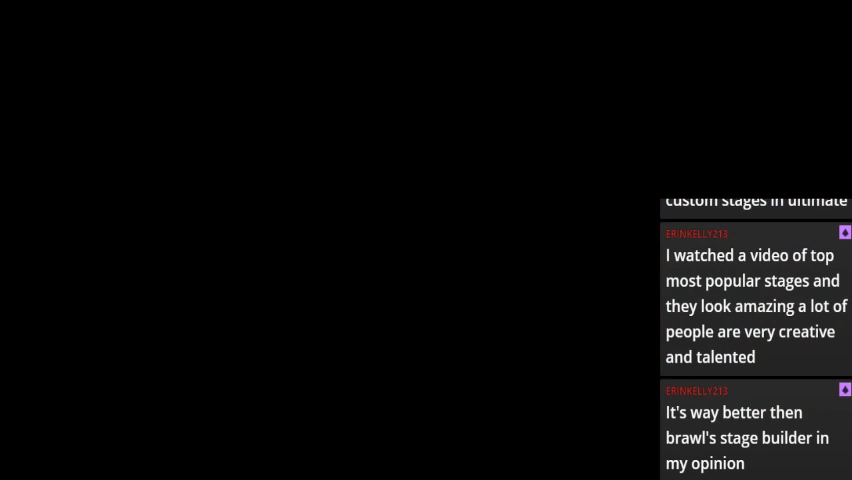 custom stages in ultimate
ERINKELLY213
I watched a video of top
most popular stages and
they look amazing a lot of
people are very creative
and talented
ERINKELLY213
It's way better then
brawl's stage builder in
my opinion